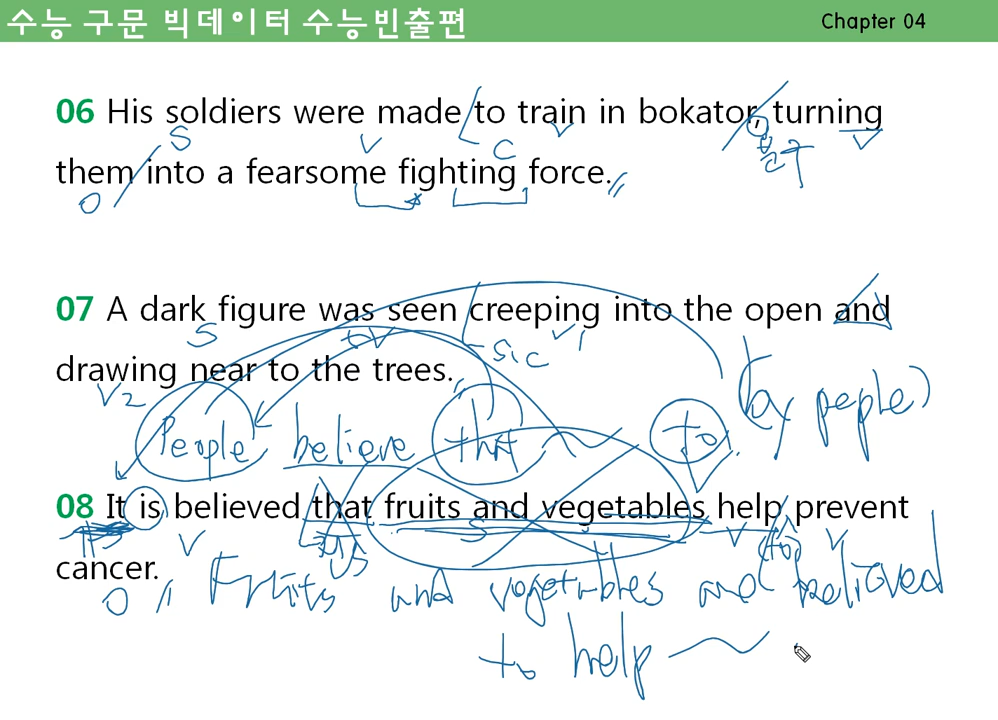 수능 구문 빅데이터 수능빈출편
Chapter 04
06 His soldiers were made to train in bokator, turning
S V C V 분구 V
them into a fearsome fighting force.
O
07 A dark figure was seen creeping into the open and
S V S.C V1
drawing near to the trees.
V2
(by people)
People believe that to
08 It is believed that fruits and vegetables help prevent
V S V (to) V
cancer.
O
Fruits and vegetables are believed
to help